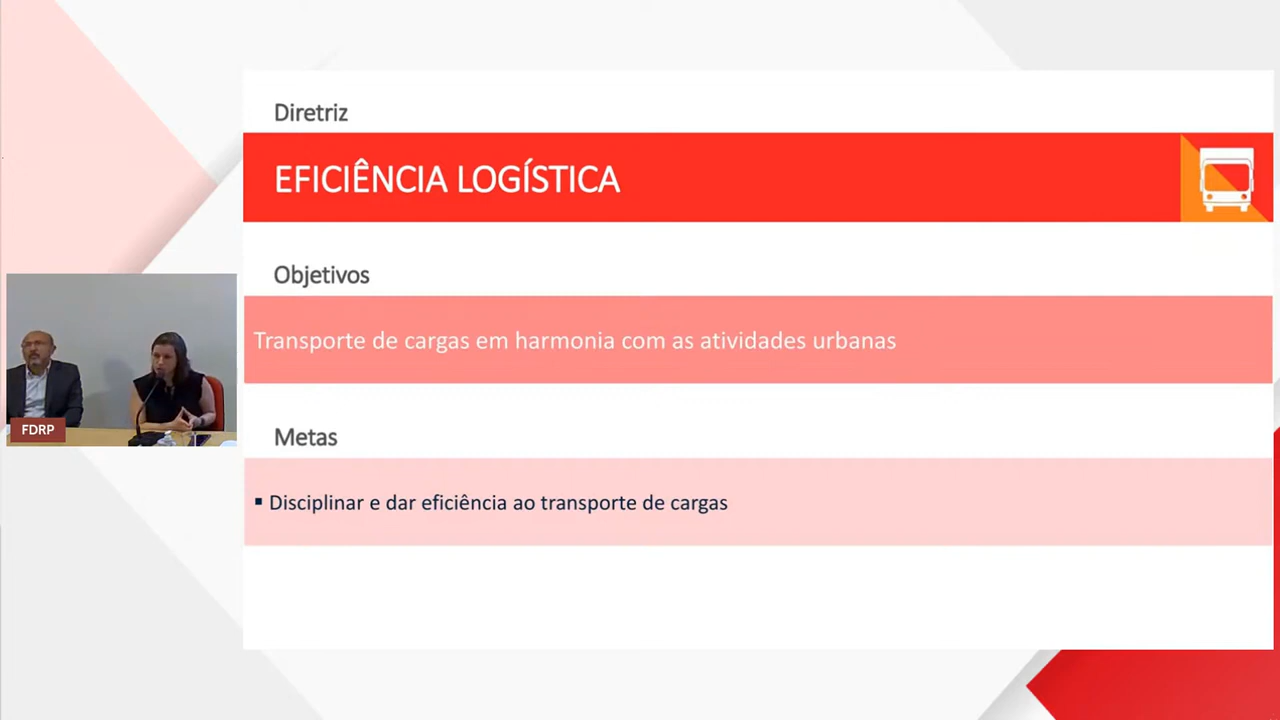 Diretriz
EFICIÊNCIA LOGÍSTICA
Objetivos
Transporte de cargas em harmonia com as atividades urbanas
FDRP
Metas
▪ Disciplinar e dar eficiência ao transporte de cargas